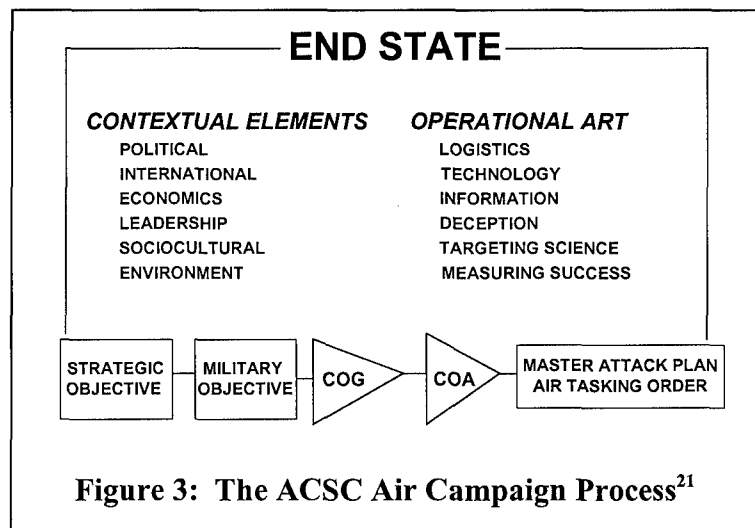 END STATE
CONTEXTUAL ELEMENTS
POLITICAL
INTERNATIONAL
ECONOMICS
LEADERSHIP
SOCIOCULTURAL
ENVIRONMENT
OPERATIONAL ART
LOGISTICS
TECHNOLOGY
INFORMATION
DECEPTION
TARGETING SCIENCE
MEASURING SUCCESS
STRATEGIC
OBJECTIVE
MILITARY
OBJECTIVE
COG
COA
MASTER ATTACK PLAN
AIR TASKING ORDER
Figure 3: The ACSC Air Campaign Process21